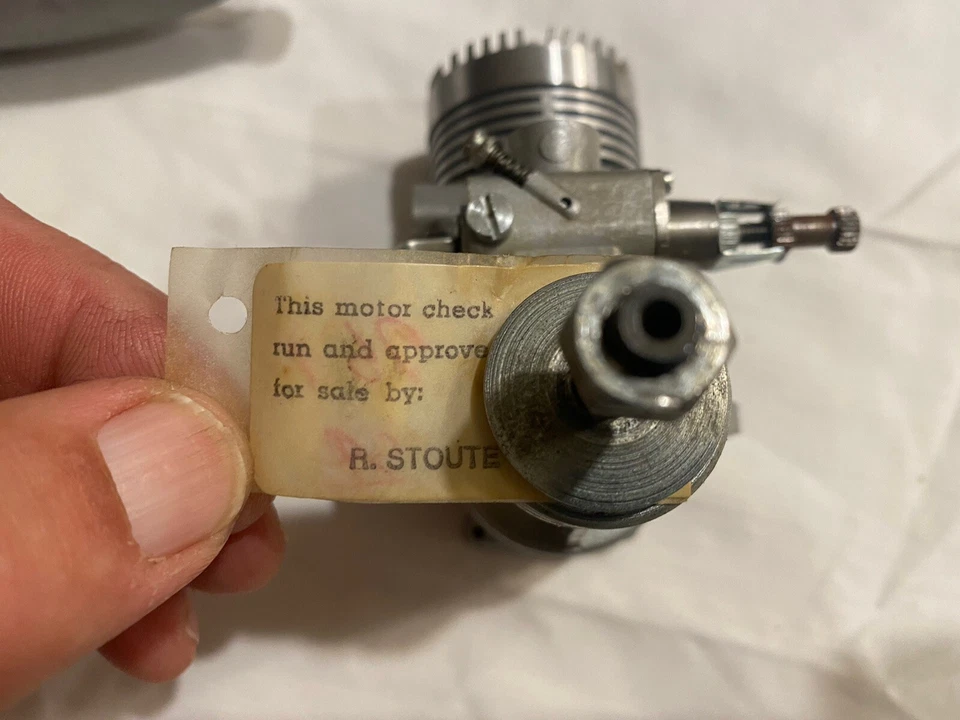 This motor check
run and approve
for sale by:
R. STOUTE